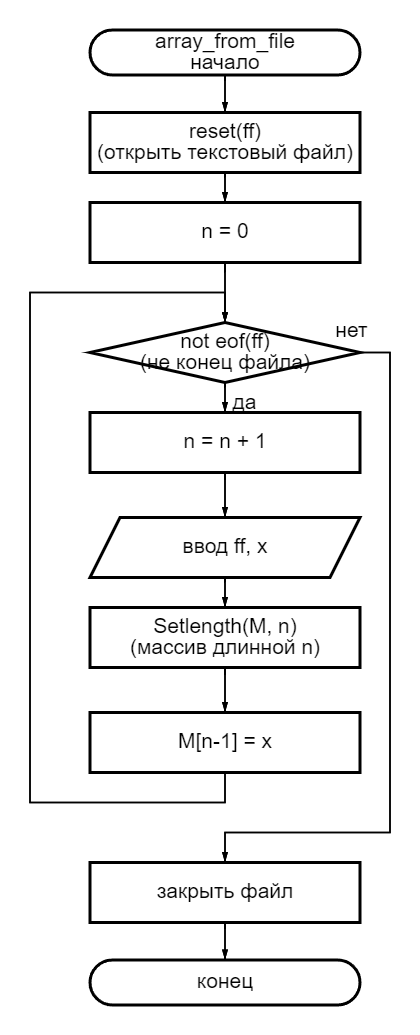 array_from_file
начало
reset(ff)
(открыть текстовый файл)
n = 0
not eof(ff)
(не конец файла)
нет
да
n = n + 1
ввод ff, x
Setlength(M, n)
(массив длинной n)
M[n-1] = x
закрыть файл
конец